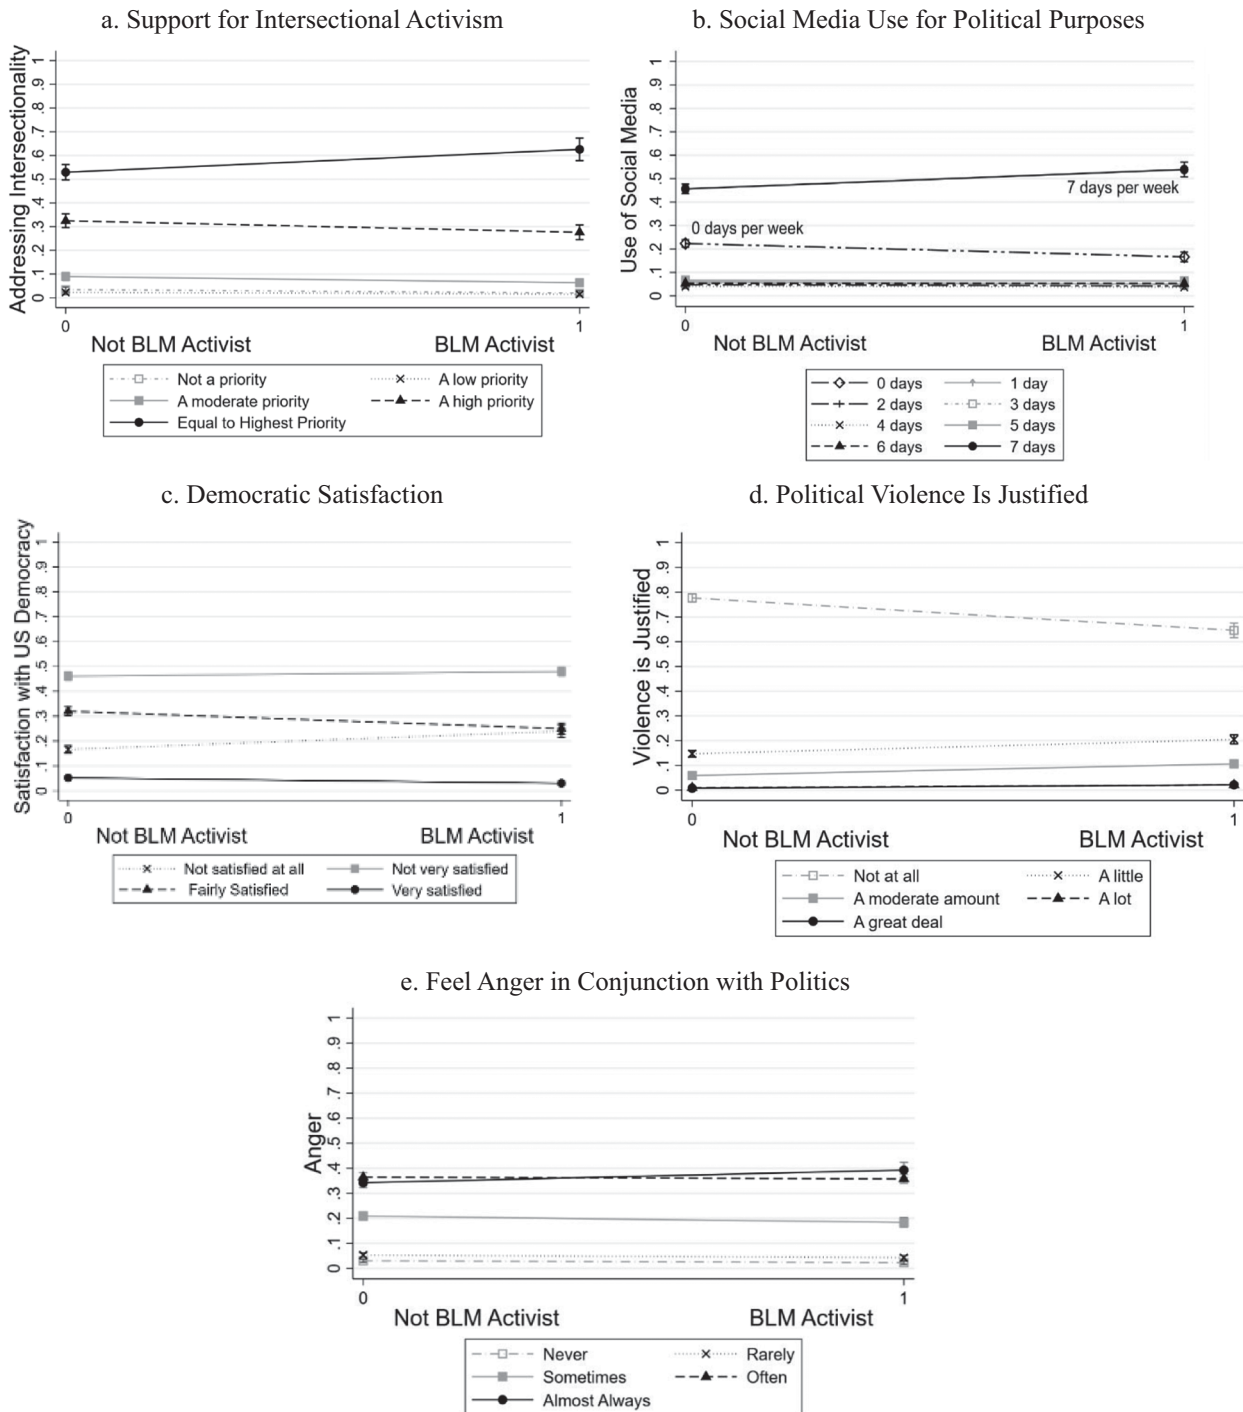 a. Support for Intersectional Activism
Addressing Intersectionality
0 .1 .2 .3 .4 .5 .6 .7 .8 .9 1
0 1
Not BLM Activist BLM Activist
Not a priority A low priority
A moderate priority A high priority
Equal to Highest Priority
b. Social Media Use for Political Purposes
Use of Social Media
0 .1 .2 .3 .4 .5 .6 .7 .8 .9 1
7 days per week
0 days per week
0 1
Not BLM Activist BLM Activist
0 days 1 day
2 days 3 days
4 days 5 days
6 days 7 days
c. Democratic Satisfaction
Satisfaction with US Democracy
0 .1 .2 .3 .4 .5 .6 .7 .8 .9 1
0 1
Not BLM Activist BLM Activist
Not satisfied at all Not very satisfied
Fairly Satisfied Very satisfied
d. Political Violence Is Justified
Violence is Justified
0 .1 .2 .3 .4 .5 .6 .7 .8 .9 1
0 1
Not BLM Activist BLM Activist
Not at all A little
A moderate amount A lot
A great deal
e. Feel Anger in Conjunction with Politics
Anger
0 .1 .2 .3 .4 .5 .6 .7 .8 .9 1
0 1
Not BLM Activist BLM Activist
Never Rarely
Sometimes Often
Almost Always